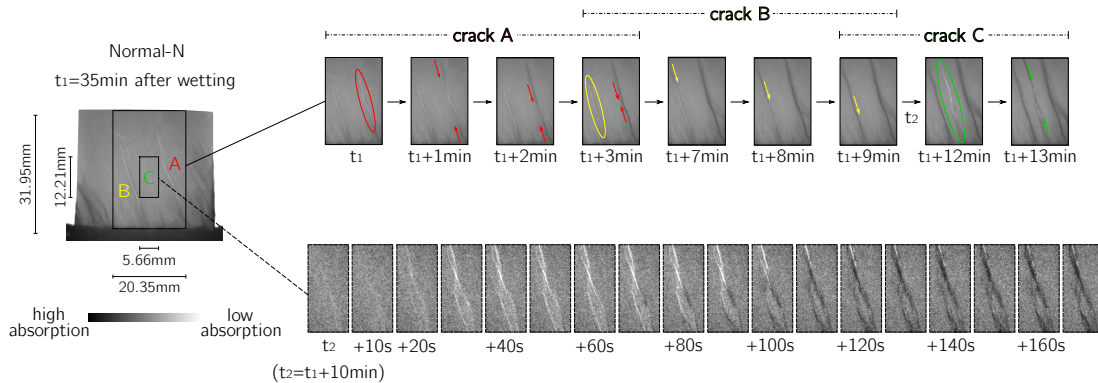 crack B
crack A
crack C
Normal-N
t₁=35min after wetting
A
B
C
31.95mm
12.21mm
5.66mm
20.35mm
high absorption
low absorption
t₁
t₁+1min
t₁+2min
t₁+3min
t₁+7min
t₁+8min
t₁+9min
t₂
t₁+12min
t₁+13min
t₂
+10s
+20s
+40s
+60s
+80s
+100s
+120s
+140s
+160s
(t₂=t₁+10min)